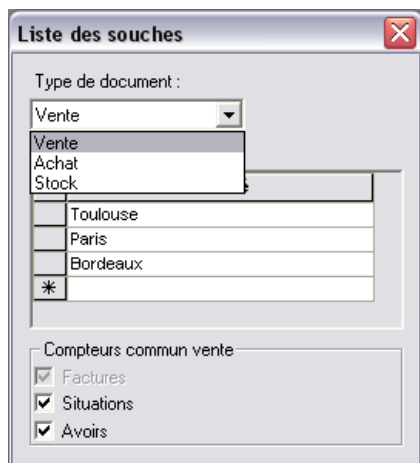 Liste des souches
Type de document :
Vente
Vente
Achat
Stock
Toulouse
Paris
Bordeaux
Compteurs commun vente
Factures
Situations
Avoirs